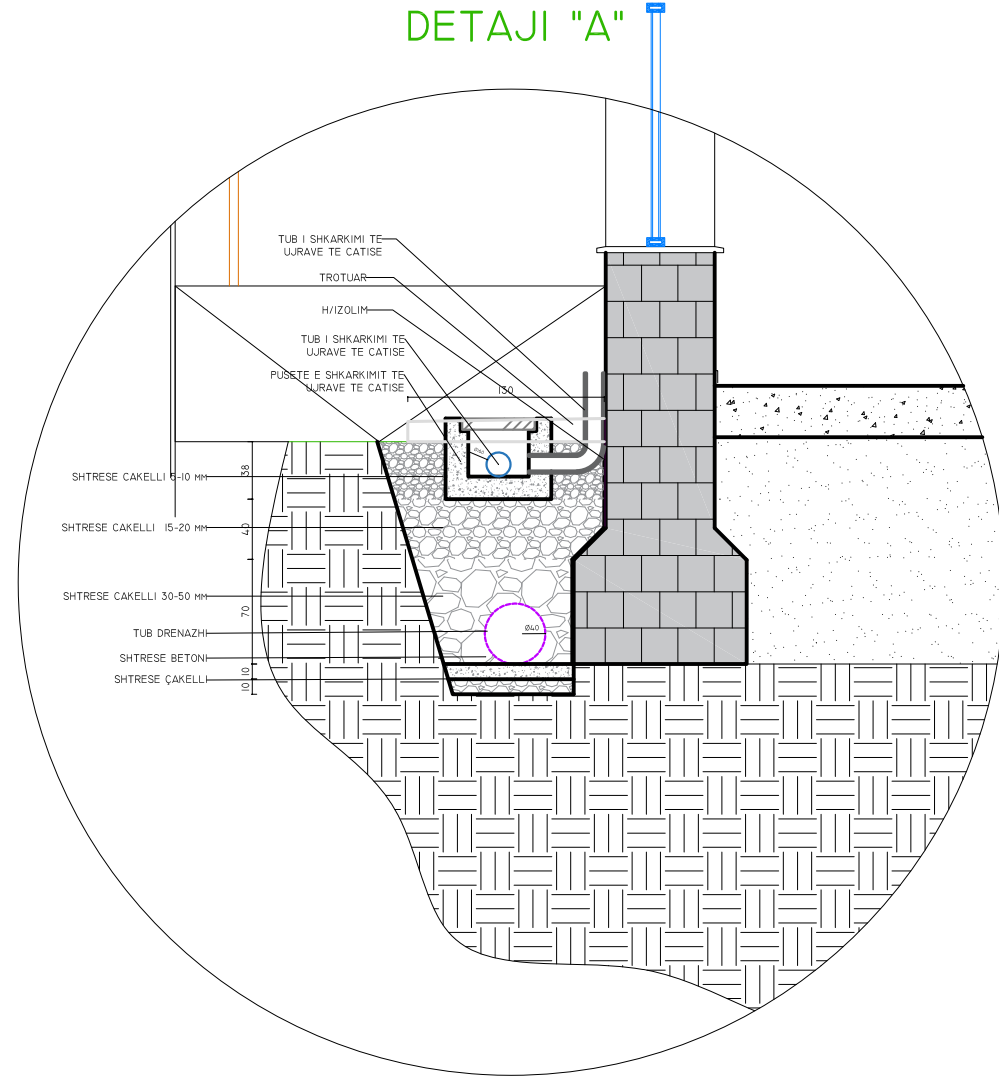 DETAJI "A"
TUB I SHKARKIMI TE
UJRAVE TE CATISE
TROTUAR
H/IZOLIM
TUB I SHKARKIMI TE
UJRAVE TE CATISE
PUSETE E SHKARKIMIT TE
UJRAVE TE CATISE
130
38
SHTRESE CAKELLI 5-10 MM
SHTRESE CAKELLI 15-20 MM
40
SHTRESE CAKELLI 30-50 MM
70
TUB DRENAZHI
Ø40
SHTRESE BETONI
SHTRESE ÇAKELLI
10
10